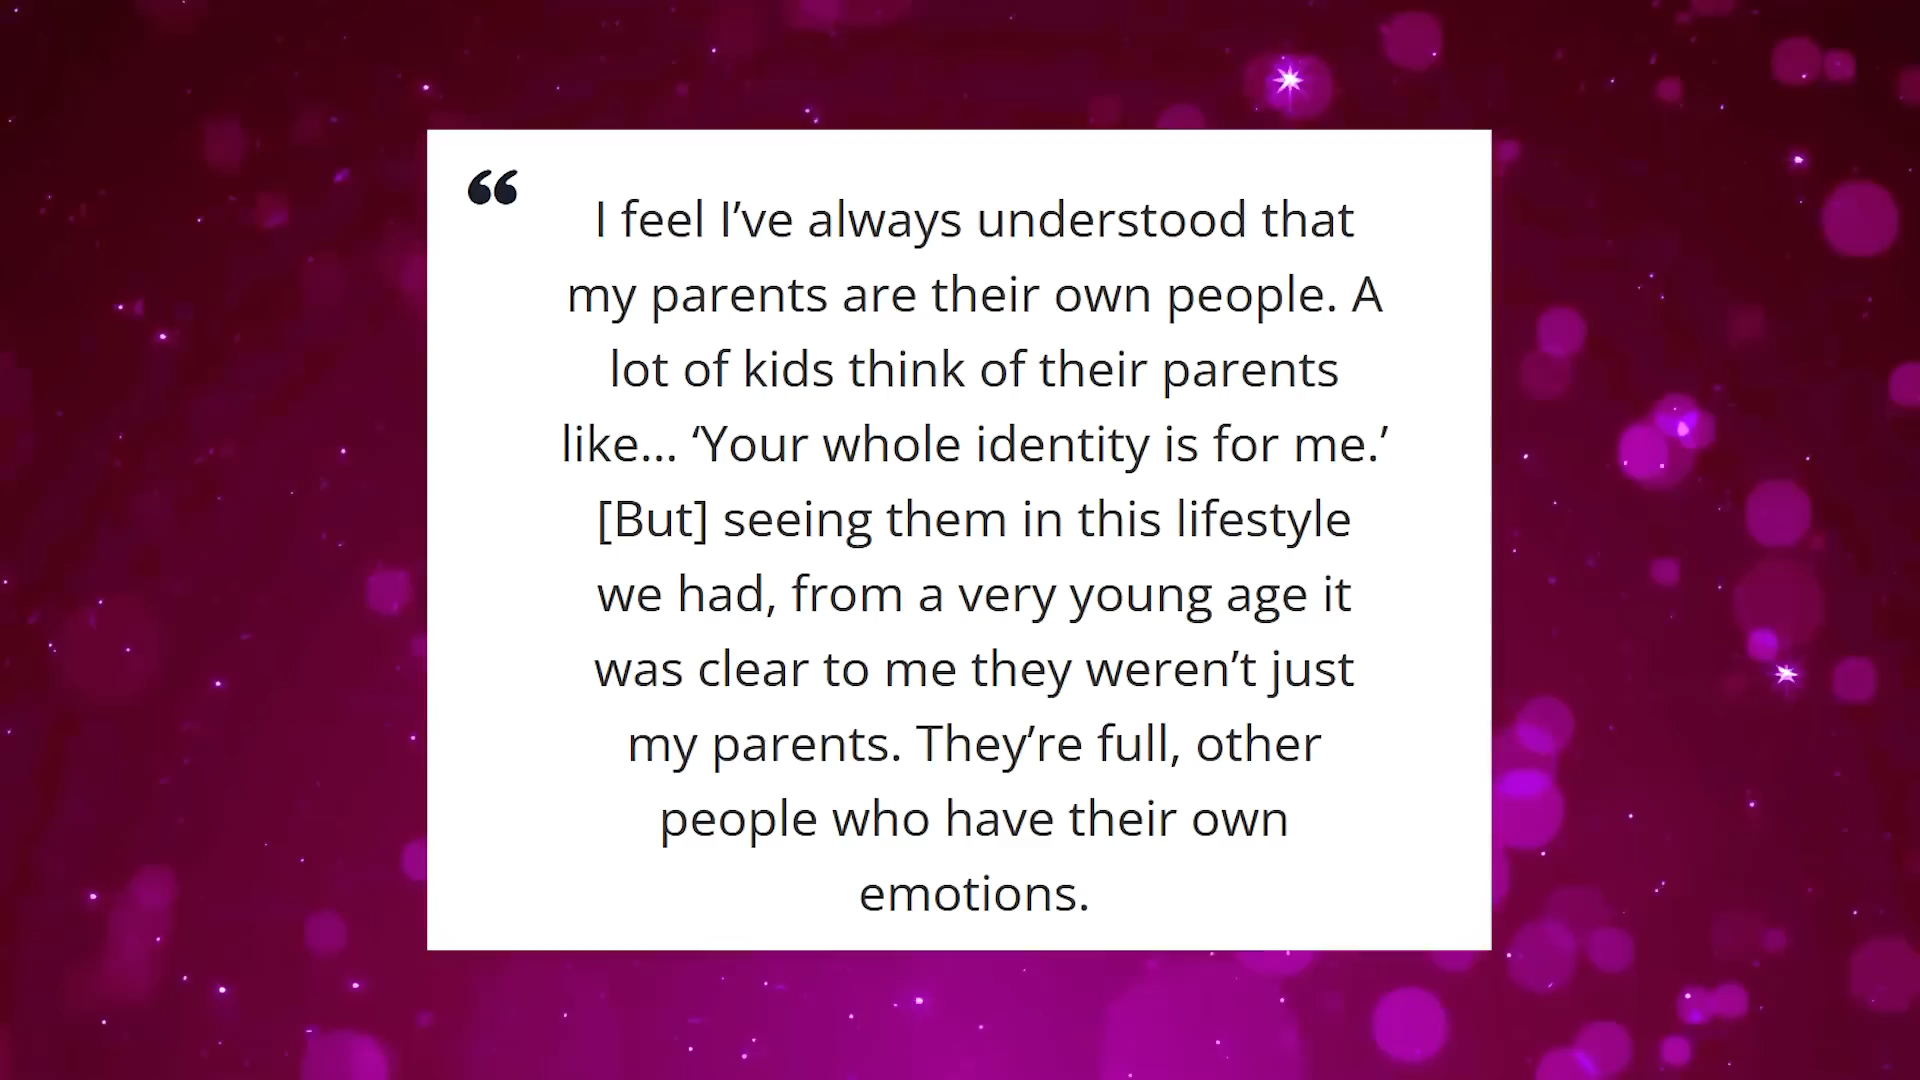 “
I feel I’ve always understood that
my parents are their own people. A
lot of kids think of their parents
like... ‘Your whole identity is for me.’
[But] seeing them in this lifestyle
we had, from a very young age it
was clear to me they weren’t just
my parents. They’re full, other
people who have their own
emotions.